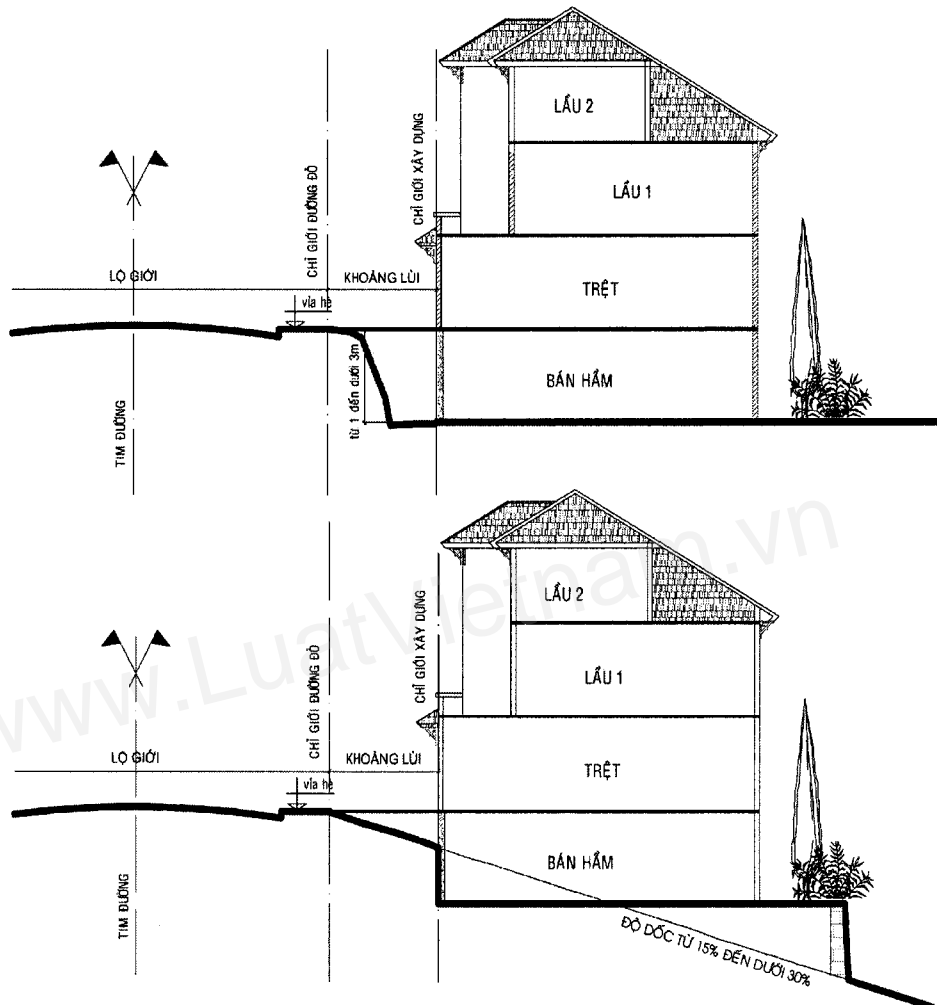 LẦU 2
CHỈ GIỚI ĐƯỜNG ĐỎ
CHỈ GIỚI XÂY DỰNG
LẦU 1
LỘ GIỚI
KHOẢNG LÙI
TRỆT
vỉa hè
từ 1 đến dưới 3m
BÁN HẦM
TIM ĐƯỜNG
LẦU 2
CHỈ GIỚI ĐƯỜNG ĐỎ
CHỈ GIỚI XÂY DỰNG
LẦU 1
LỘ GIỚI
KHOẢNG LÙI
TRỆT
vỉa hè
BÁN HẦM
TIM ĐƯỜNG
ĐỘ DỐC TỪ 15% ĐẾN DƯỚI 30%
www.LuatVietnam.vn